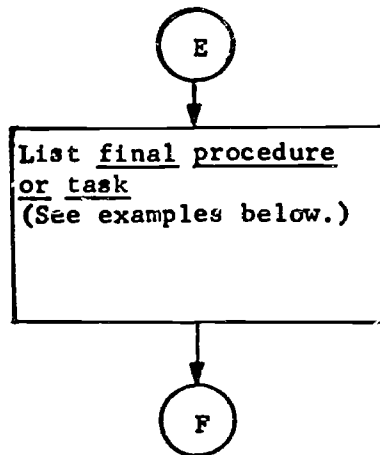 E
List final procedure
or task
(See examples below.)
F